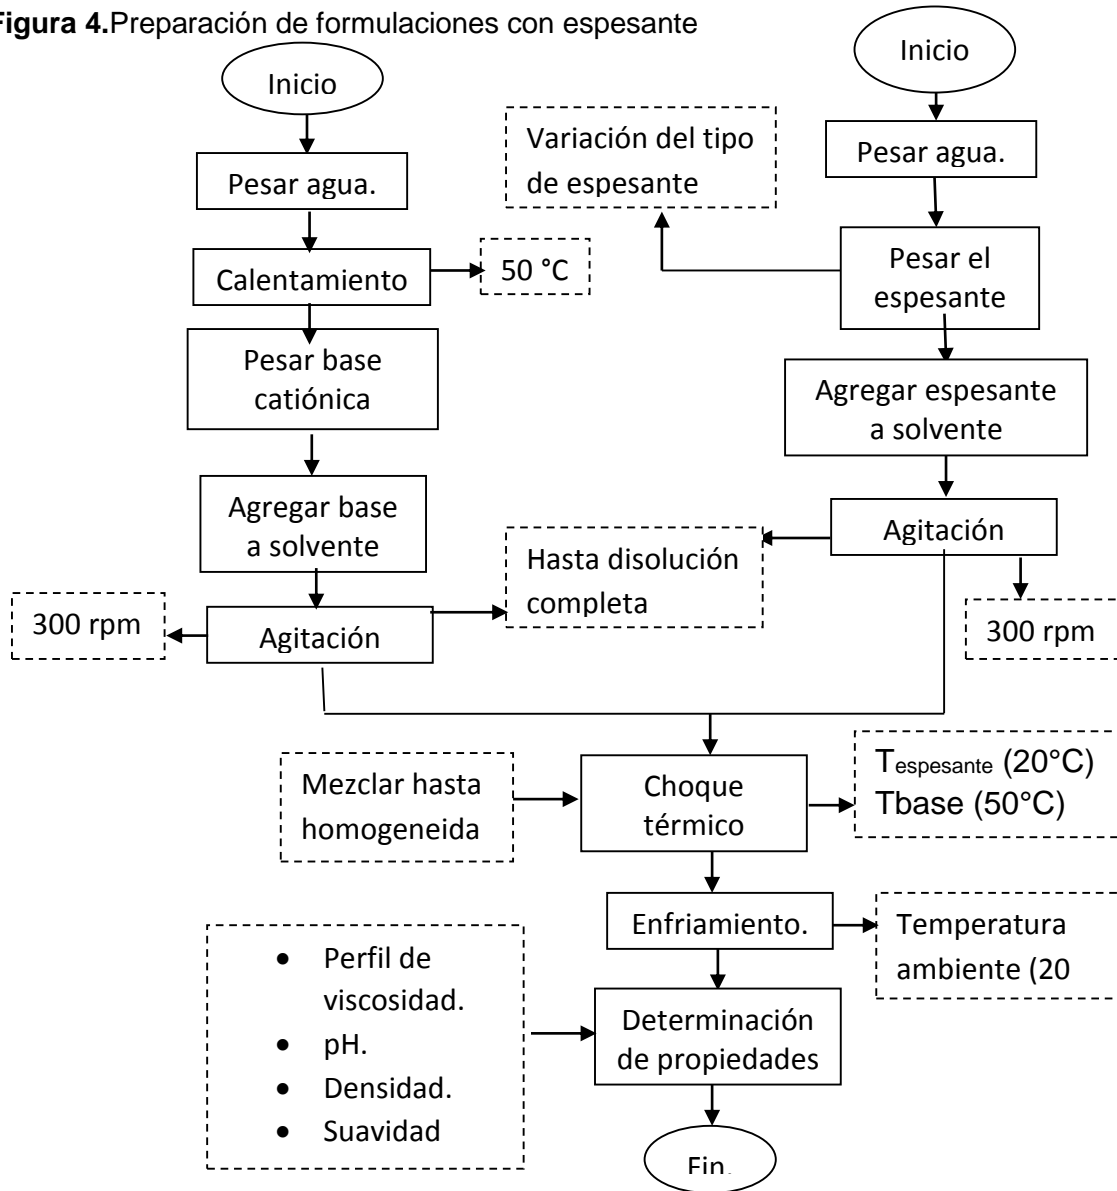 Figura 4.Preparación de formulaciones con espesante
Inicio
Pesar agua.
Calentamiento
50 °C
Pesar base
catiónica
Agregar base
a solvente
300 rpm
Agitación
Hasta disolución
completa
Inicio
Pesar agua.
Variación del tipo
de espesante
Pesar el
espesante
Agregar espesante
a solvente
Agitación
300 rpm
Mezclar hasta
homogeneida
Choque
térmico
Tespesante (20°C)
Tbase (50°C)
Enfriamiento.
Temperatura
ambiente (20
• Perfil de
viscosidad.
• pH.
• Densidad.
• Suavidad
Determinación
de propiedades
Fin.